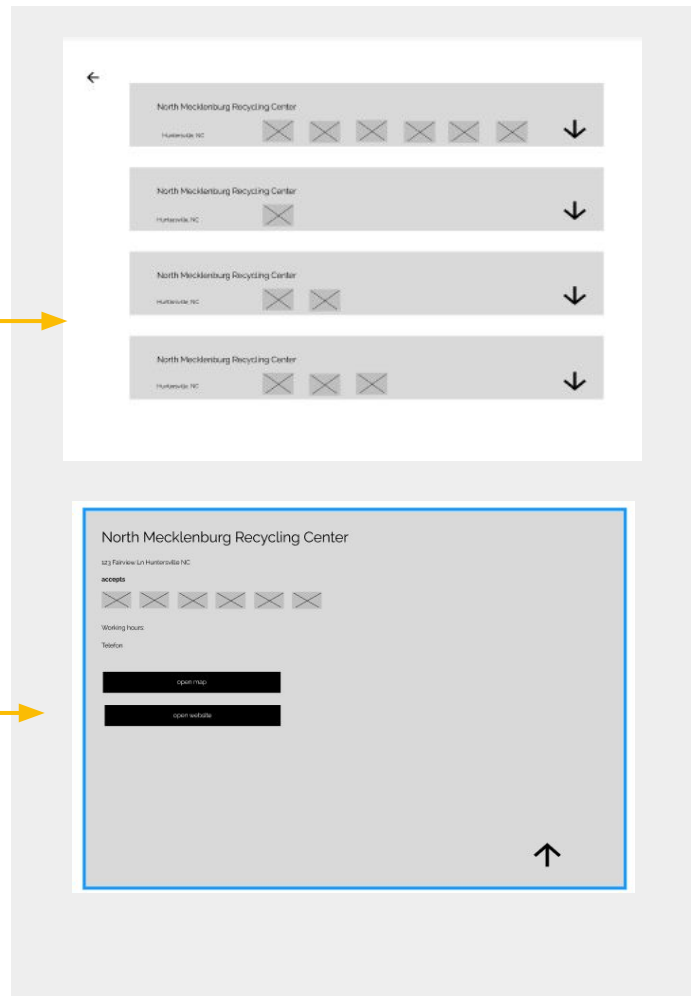 North Mecklenburg Recycling Center
Huntersville, NC
North Mecklenburg Recycling Center
Huntersville, NC
North Mecklenburg Recycling Center
Huntersville, NC
North Mecklenburg Recycling Center
Huntersville, NC
North Mecklenburg Recycling Center
123 Fairview Ln Huntersville NC
accepts
Working hours
Telefon
open map
open website